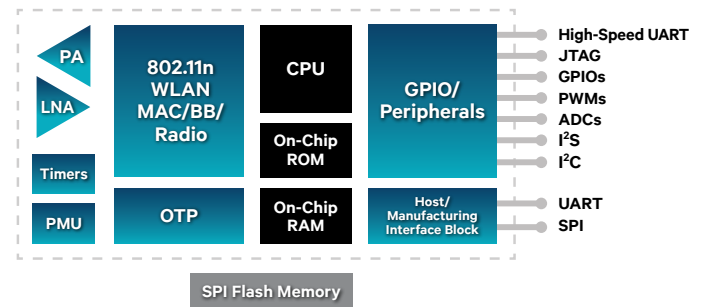 PA
LNA
Timers
PMU
802.11n
WLAN
MAC/BB/
Radio
OTP
CPU
On-Chip
ROM
On-Chip
RAM
GPIO/
Peripherals
Host/
Manufacturing
Interface Block
High-Speed UART
JTAG
GPIOs
PWMs
ADCs
I²S
I²C
UART
SPI
SPI Flash Memory